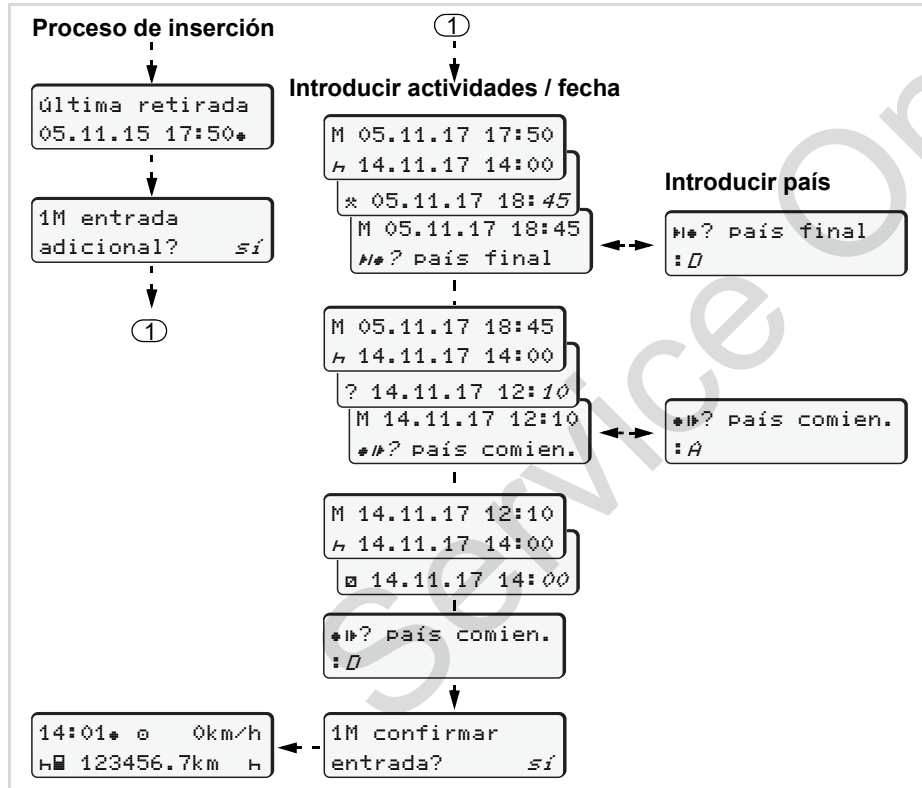 Proceso de inserción
última retirada
05.11.15 17:50
1M entrada
adicional? sí
1
1
Introducir actividades / fecha
M 05.11.17 17:50
14.11.17 14:00
05.11.17 18:45
M 05.11.17 18:45
? país final
Introducir país
? país final
:D
M 05.11.17 18:45
14.11.17 14:00
? 14.11.17 12:10
M 14.11.17 12:10
? país comien.
? país comien.
:A
M 14.11.17 12:10
14.11.17 14:00
14.11.17 14:00
? país comien.
:D
1M confirmar
entrada? sí
14:01 0km/h
123456.7km
Service On